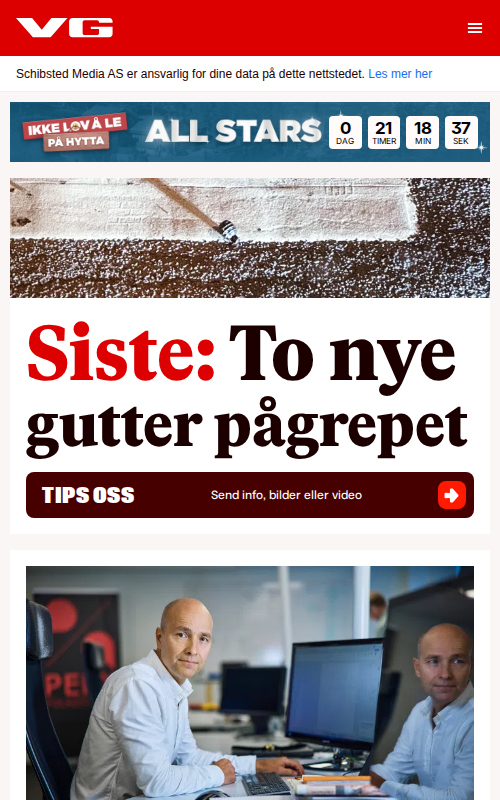 VG
Schibsted Media AS er ansvarlig for dine data på dette nettstedet. Les mer her
IKKE LOV Å LE
PÅ HYTTA
ALL STARS
0 21 18 37
DAG TIMER MIN SEK
Siste: To nye
gutter pågrepet
TIPS OSS
Send info, bilder eller video